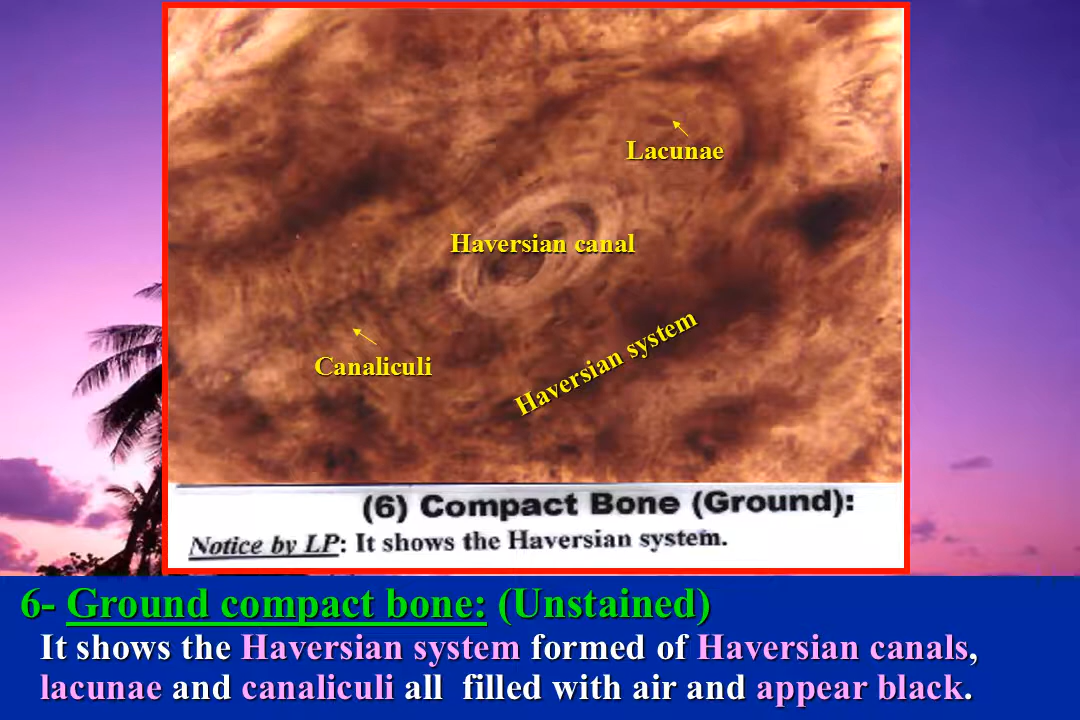 Lacunae
Haversian canal
Haversian system
Canaliculi
(6) Compact Bone (Ground):
Notice by LP: It shows the Haversian system.
6- Ground compact bone: (Unstained)
It shows the Haversian system formed of Haversian canals,
lacunae and canaliculi all filled with air and appear black.